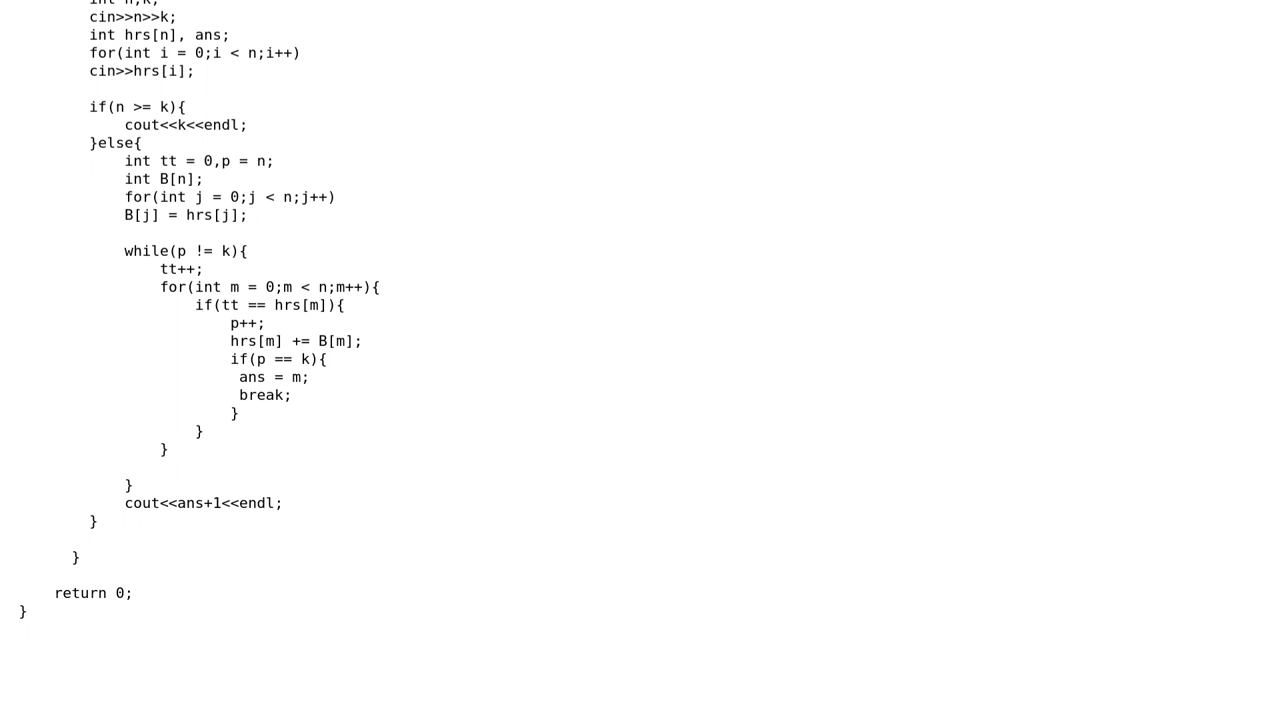 int n,k;
cin>>n>>k;
int hrs[n], ans;
for(int i = 0;i < n;i++)
cin>>hrs[i];
if(n >= k){
cout<<k<<endl;
}else{
int tt = 0,p = n;
int B[n];
for(int j = 0;j < n;j++)
B[j] = hrs[j];
while(p != k){
tt++;
for(int m = 0;m < n;m++){
if(tt == hrs[m]){
p++;
hrs[m] += B[m];
if(p == k){
ans = m;
break;
}
}
}
}
cout<<ans+1<<endl;
}
}
return 0;
}